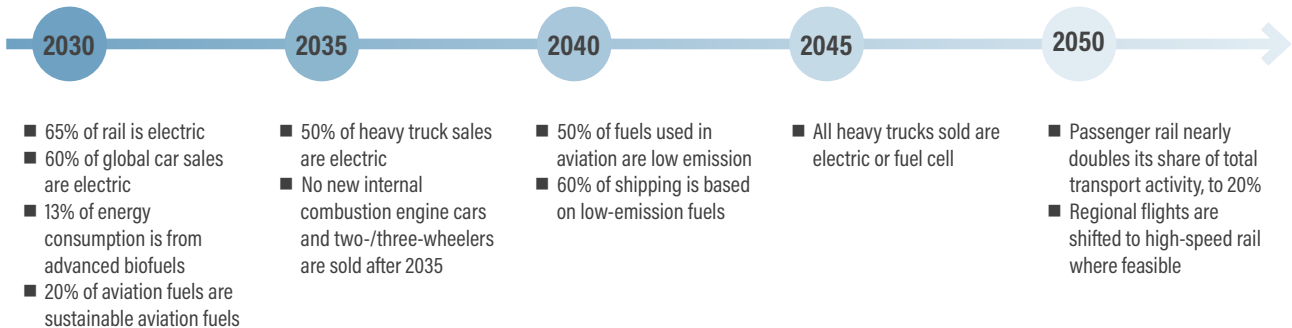 2030
2035
2040
2045
2050
■ 65% of rail is electric
■ 60% of global car sales
are electric
■ 13% of energy
consumption is from
advanced biofuels
■ 20% of aviation fuels are
sustainable aviation fuels
■ 50% of heavy truck sales
are electric
■ No new internal
combustion engine cars
and two-/three-wheelers
are sold after 2035
■ 50% of fuels used in
aviation are low emission
■ 60% of shipping is based
on low-emission fuels
■ All heavy trucks sold are
electric or fuel cell
■ Passenger rail nearly
doubles its share of total
transport activity, to 20%
■ Regional flights are
shifted to high-speed rail
where feasible